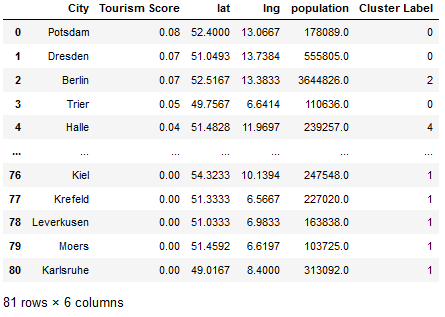 City Tourism Score lat lng population Cluster Label
0 Potsdam 0.08 52.4000 13.0667 178089.0 0
1 Dresden 0.07 51.0493 13.7384 555805.0 0
2 Berlin 0.07 52.5167 13.3833 3644826.0 2
3 Trier 0.05 49.7567 6.6414 110636.0 0
4 Halle 0.04 51.4828 11.9697 239257.0 4
... ... ... ... ... ... ...
76 Kiel 0.00 54.3233 10.1394 247548.0 1
77 Krefeld 0.00 51.3333 6.5667 227020.0 1
78 Leverkusen 0.00 51.0333 6.9833 163838.0 1
79 Moers 0.00 51.4592 6.6197 103725.0 1
80 Karlsruhe 0.00 49.0167 8.4000 313092.0 1
81 rows × 6 columns